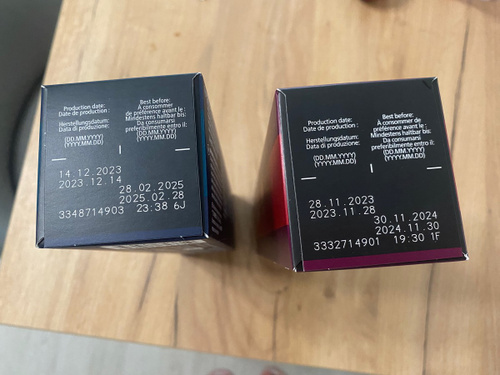 Production date:
Date de production :
Herstellungsdatum:
Data di produzione:
(DD.MM.YYYY)
(YYYY.MM.DD)
Best before:
À consommer
de préférence avant le :
Mindestens haltbar bis:
Da consumarsi
preferibilmente entro il:
(DD.MM.YYYY)
(YYYY.MM.DD)
14.12.2023
2023.12.14
28.02.2025
2025.02.28
3348714903 23:38 6J
Production date:
Date de production :
Herstellungsdatum:
Data di produzione:
(DD.MM.YYYY)
(YYYY.MM.DD)
Best before:
À consommer de
préférence avant le :
Mindestens haltbar bis:
Da consumarsi
preferibilmente entro il:
(DD.MM.YYYY)
(YYYY.MM.DD)
28.11.2023
2023.11.28
30.11.2024
2024.11.30
3332714901 19:30 1F